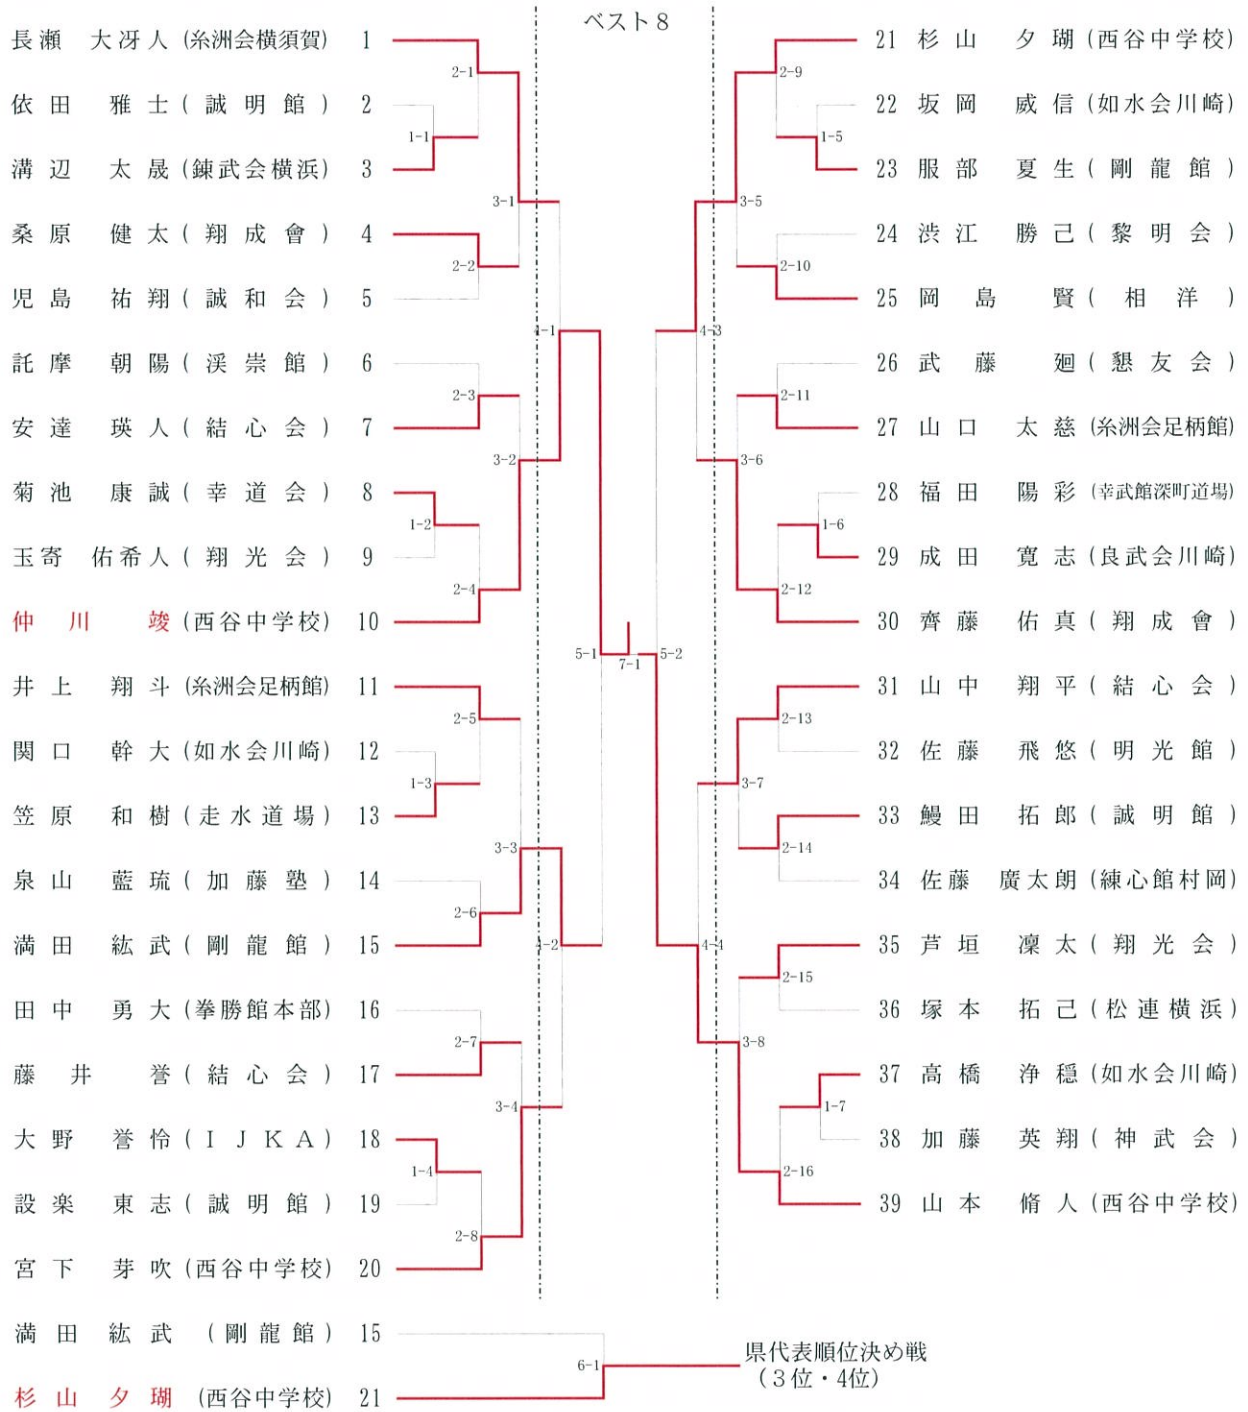 ベスト8
長瀬 大冴人 (糸洲会横須賀) 1
依田 雅士 (誠明館) 2
溝辺 太晟 (錬武会横浜) 3
桑原 健太 (翔成會) 4
児島 祐翔 (誠和会) 5
託摩 朝陽 (渓崇館) 6
安達 瑛人 (結心会) 7
菊池 康誠 (幸道会) 8
玉寄 佑希人 (翔光会) 9
仲川 竣 (西谷中学校) 10
井上 翔斗 (糸洲会足柄館) 11
関口 幹大 (如水会川崎) 12
笠原 和樹 (走水道場) 13
泉山 藍琉 (加藤塾) 14
満田 紘武 (剛龍館) 15
田中 勇大 (拳勝館本部) 16
藤井 誉 (結心会) 17
大野 誉怜 (IJKA) 18
設楽 東志 (誠明館) 19
宮下 芽吹 (西谷中学校) 20
2-1
1-1
3-1
2-2
4-1
2-3
3-2
1-2
2-4
5-1
7-1
5-2
2-5
1-3
3-3
2-6
4-2
2-7
3-4
1-4
2-8
21 杉山 夕瑚 (西谷中学校)
22 坂岡 威信 (如水会川崎)
23 服部 夏生 (剛龍館)
24 渋江 勝己 (黎明会)
25 岡島 賢 (相洋)
26 武藤 廻 (懇友会)
27 山口 太慈 (糸洲会足柄館)
28 福田 陽彩 (幸武館深町道場)
29 成田 寛志 (良武会川崎)
30 齊藤 佑真 (翔成會)
31 山中 翔平 (結心会)
32 佐藤 飛悠 (明光館)
33 鰻田 拓郎 (誠明館)
34 佐藤 廣太朗 (練心館村岡)
35 芦垣 凜太 (翔光会)
36 塚本 拓己 (松連横浜)
37 高橋 浄穏 (如水会川崎)
38 加藤 英翔 (神武会)
39 山本 脩人 (西谷中学校)
2-9
1-5
3-5
2-10
4-3
2-11
3-6
1-6
2-12
2-13
3-7
2-14
4-4
2-15
3-8
1-7
2-16
満田 紘武 (剛龍館) 15
杉山夕瑚 (西谷中学校) 21
6-1
県代表順位決め戦
(3位・4位)